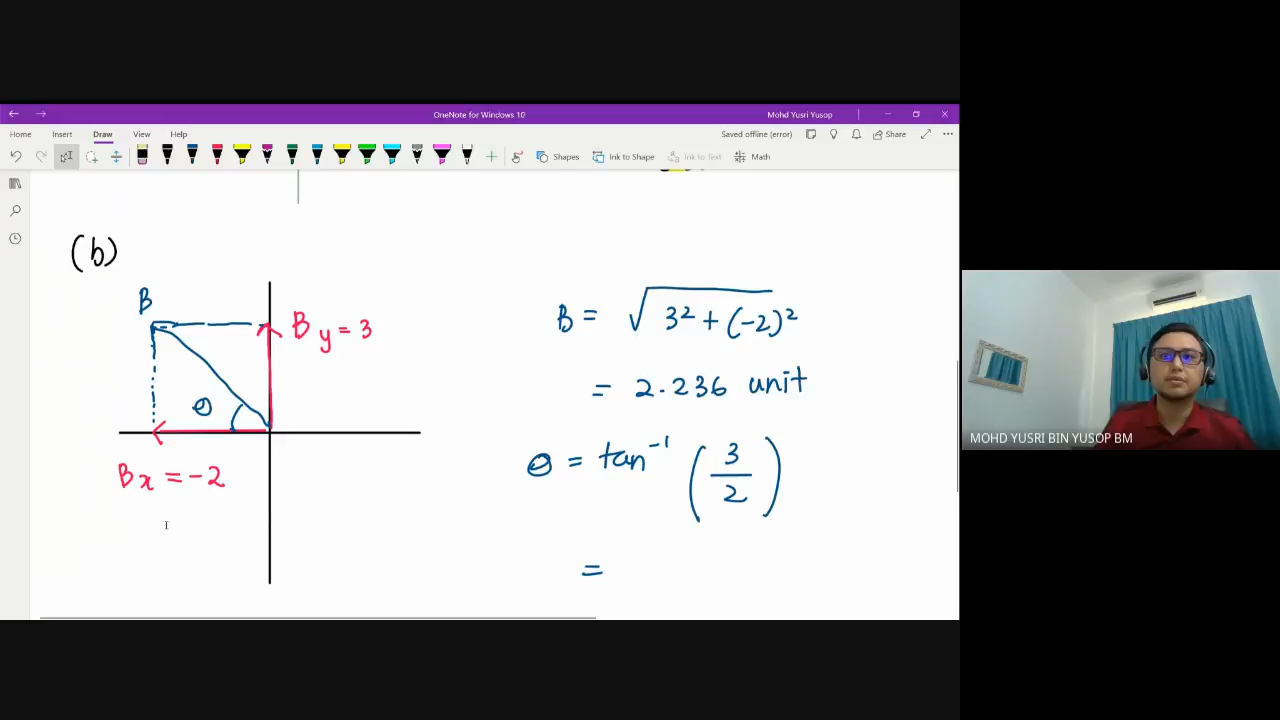 OneNote for Windows 10
Mohd Yusri Yusop
Home Insert Draw View Help
Saved offline (error)
Share
Shapes
Ink to Shape
Ink to Text
Math
(b)
B
B y = 3
θ
Bx = -2
B = √3² + (-2)²
= 2.236 unit
θ = tan⁻¹ (3/2)
=
MOHD YUSRI BIN YUSOP BM